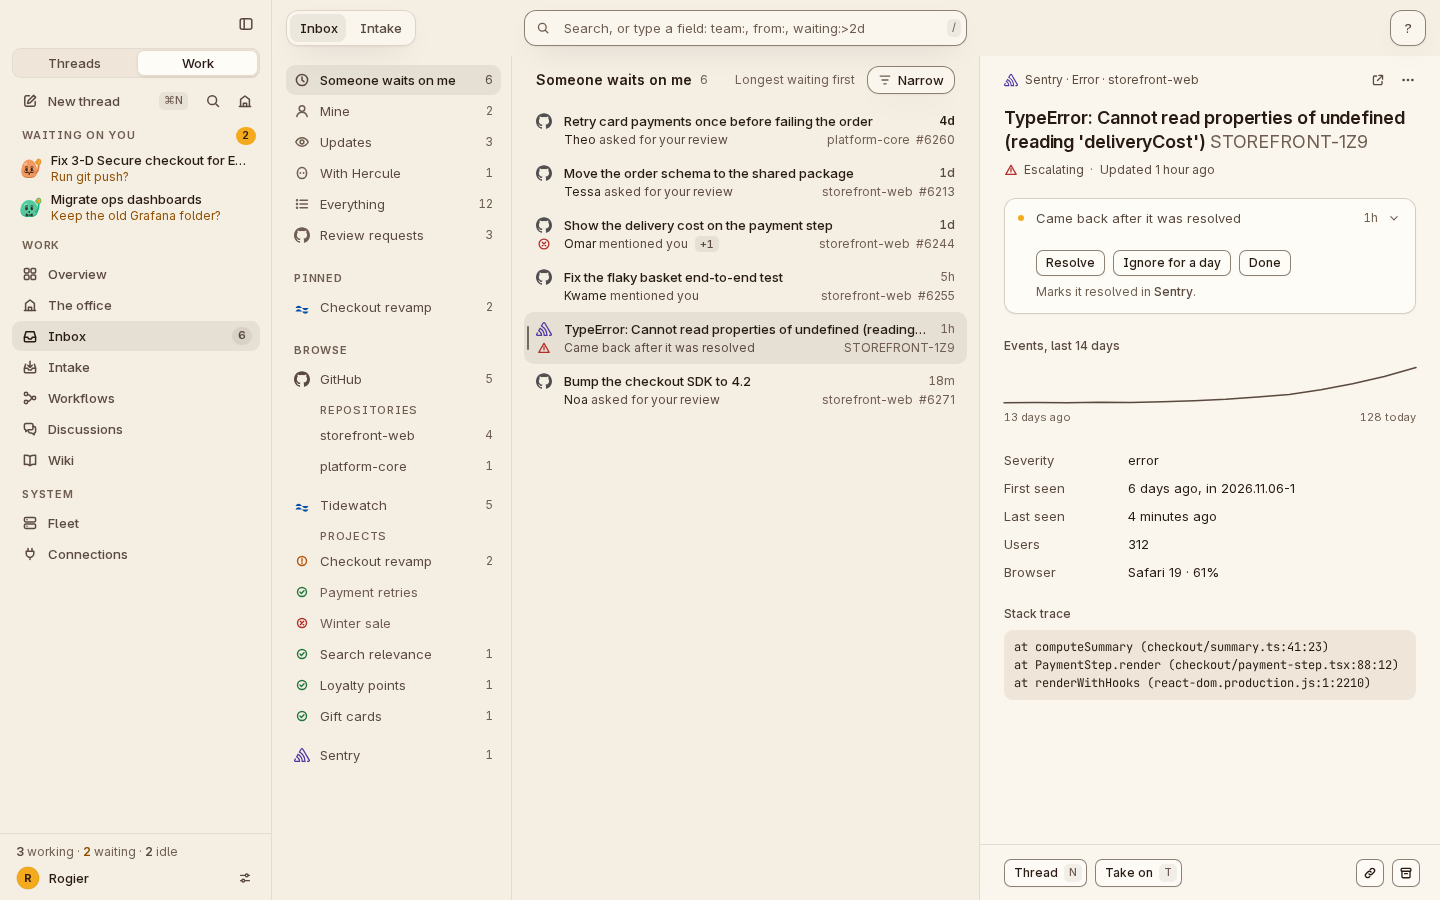 Threads
Work
New thread
⌘N
WAITING ON YOU
2
Fix 3-D Secure checkout for E…
Run git push?
Migrate ops dashboards
Keep the old Grafana folder?
WORK
Overview
The office
Inbox
6
Intake
Workflows
Discussions
Wiki
SYSTEM
Fleet
Connections
3 working · 2 waiting · 2 idle
R
Rogier
Inbox
Intake
Someone waits on me 6
Mine 2
Updates 3
With Hercule 1
Everything 12
Review requests 3
PINNED
Checkout revamp 2
BROWSE
GitHub 5
REPOSITORIES
storefront-web 4
platform-core 1
Tidewatch 5
PROJECTS
Checkout revamp 2
Payment retries
Winter sale
Search relevance 1
Loyalty points 1
Gift cards 1
Sentry 1
Search, or type a field: team:, from:, waiting:>2d
/
?
Someone waits on me 6
Longest waiting first
Narrow
Retry card payments once before failing the order 4d
Theo asked for your review platform-core #6260
Move the order schema to the shared package 1d
Tessa asked for your review storefront-web #6213
Show the delivery cost on the payment step 1d
Omar mentioned you +1 storefront-web #6244
Fix the flaky basket end-to-end test 5h
Kwame mentioned you storefront-web #6255
TypeError: Cannot read properties of undefined (reading… 1h
Came back after it was resolved STOREFRONT-1Z9
Bump the checkout SDK to 4.2 18m
Noa asked for your review storefront-web #6271
Sentry · Error · storefront-web
TypeError: Cannot read properties of undefined
(reading 'deliveryCost') STOREFRONT-1Z9
Escalating · Updated 1 hour ago
Came back after it was resolved 1h
Resolve
Ignore for a day
Done
Marks it resolved in Sentry.
Events, last 14 days
13 days ago
128 today
Severity error
First seen 6 days ago, in 2026.11.06-1
Last seen 4 minutes ago
Users 312
Browser Safari 19 · 61%
Stack trace
at computeSummary (checkout/summary.ts:41:23)
at PaymentStep.render (checkout/payment-step.tsx:88:12)
at renderWithHooks (react-dom.production.js:1:2210)
Thread N
Take on T